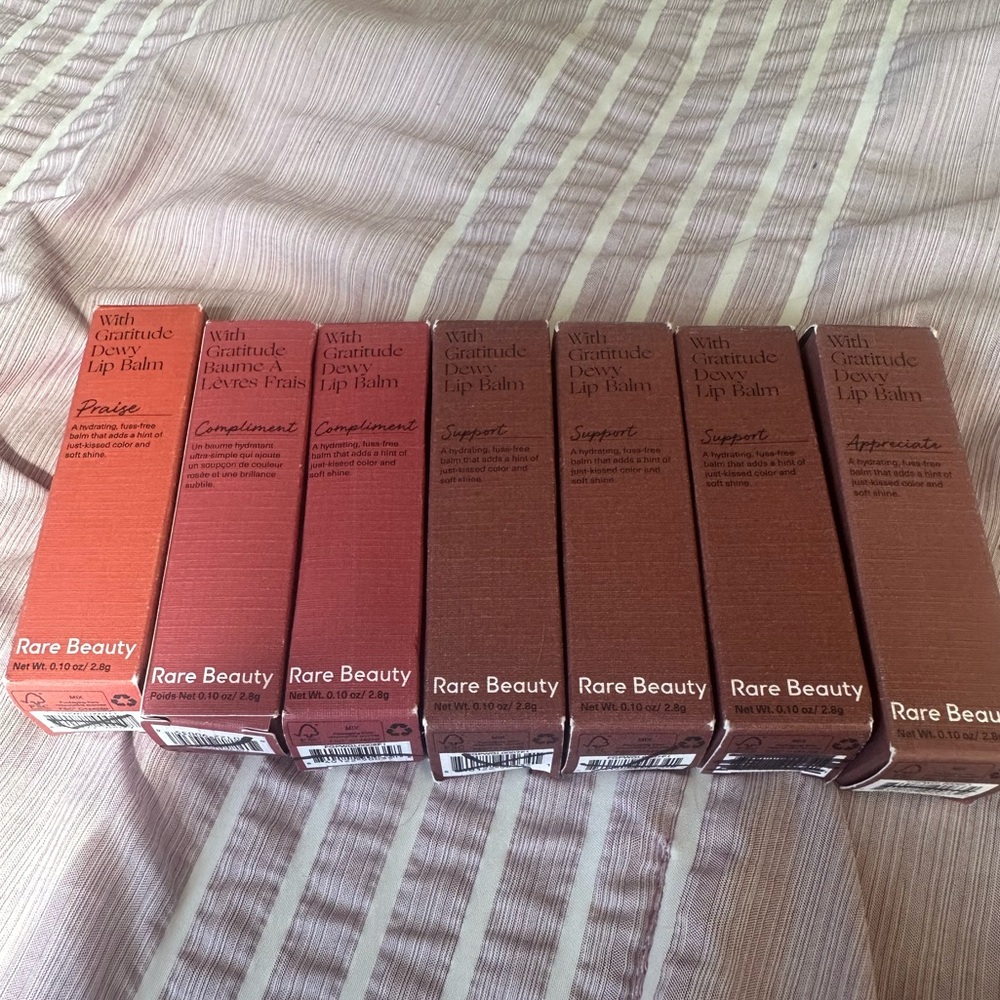 With
Gratitude
Dewy
Lip Balm
Praise
A hydrating, fuss-free
balm that adds a hint of
just-kissed color and
soft shine.
Rare Beauty
Net Wt. 0.10 oz/ 2.8g
MIX
With
Gratitude
Baume À
Lèvres Frais
Compliment
Un baume hydratant
ultra-simple qui ajoute
un soupçon de couleur
rosée et une brillance
subtile.
Rare Beauty
Poids Net 0.10 oz/ 2.8g
With
Gratitude
Dewy
Lip Balm
Compliment
A hydrating, fuss-free
balm that adds a hint of
just-kissed color and
soft shine.
Rare Beauty
Net Wt. 0.10 oz/ 2.8g
MIX
With
Gratitude
Dewy
Lip Balm
Support
A hydrating, fuss-free
balm that adds a hint of
just-kissed color and
soft shine.
Rare Beauty
Net Wt. 0.10 oz/ 2.8g
With
Gratitude
Dewy
Lip Balm
Support
A hydrating, fuss-free
balm that adds a hint of
just-kissed color and
soft shine.
Rare Beauty
Net Wt. 0.10 oz/ 2.8g
MIX
With
Gratitude
Dewy
Lip Balm
Support
A hydrating, fuss-free
balm that adds a hint of
just-kissed color and
soft shine.
Rare Beauty
Net Wt. 0.10 oz/ 2.8g
With
Gratitude
Dewy
Lip Balm
Appreciate
A hydrating, fuss-free
balm that adds a hint of
just-kissed color and
soft shine.
Rare Beau
Net Wt. 0.10 oz/ 2.8g